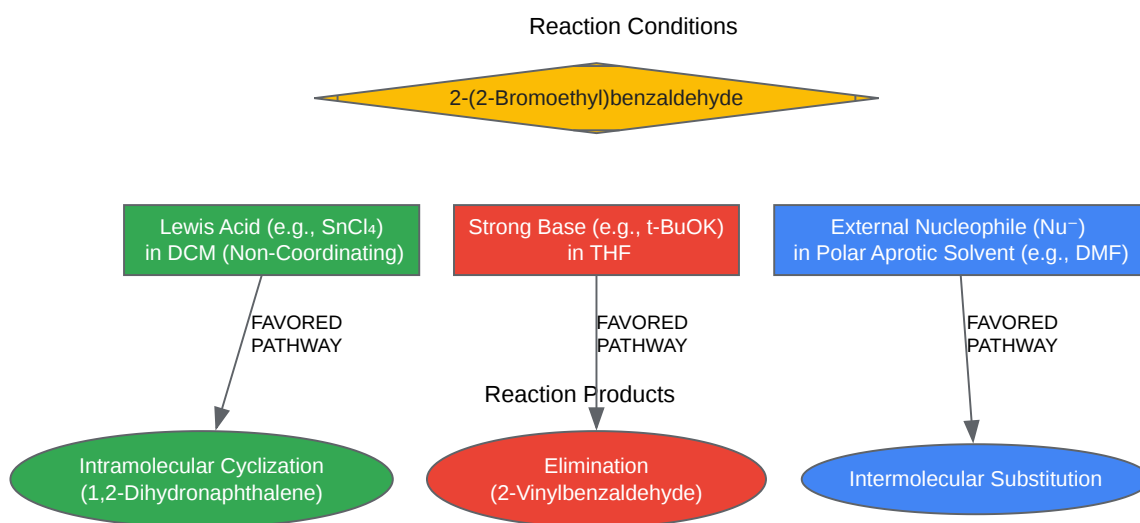 Reaction Conditions
2-(2-Bromoethyl)benzaldehyde
Lewis Acid (e.g., SnCl₄)
in DCM (Non-Coordinating)
Strong Base (e.g., t-BuOK)
in THF
External Nucleophile (Nu⁻)
in Polar Aprotic Solvent (e.g., DMF)
FAVORED
PATHWAY
FAVORED
PATHWAY
FAVORED
PATHWAY
Reaction Products
Intramolecular Cyclization
(1,2-Dihydronaphthalene)
Elimination
(2-Vinylbenzaldehyde)
Intermolecular Substitution